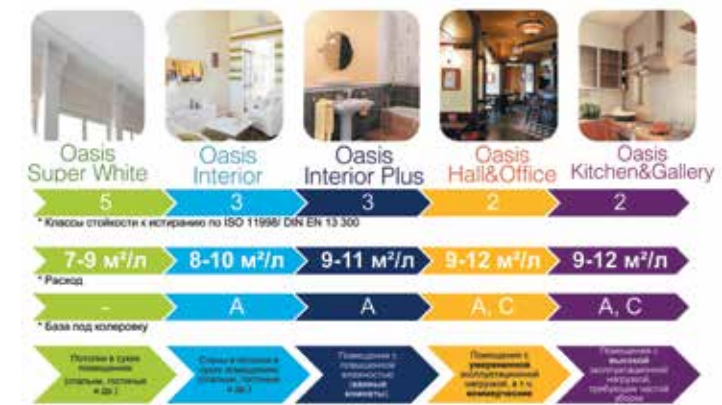 Oasis
Super White
Oasis
Interior
Oasis
Interior Plus
Oasis
Hall&Office
Oasis
Kitchen&Gallery
5 3 3 2 2
* Классы стойкости к истиранию по ISO 11998/ DIN EN 13 300
7-9 м²/л 8-10 м²/л 9-11 м²/л 9-12 м²/л 9-12 м²/л
* Расход
- A A A, C A, C
* База под колеровку
Потолки в сухих
помещениях
(спальни, гостиные
и др.)
Стены и потолки в
сухих помещениях
(спальни, гостиные
и др.)
Помещения с
повышенной
влажностью
(ванные
комнаты)
Помещения с
умеренной
эксплуатационной
нагрузкой, в т.ч.
коммерческие
Помещения с
высокой
эксплуатационной
нагрузкой,
требующие частой
уборки